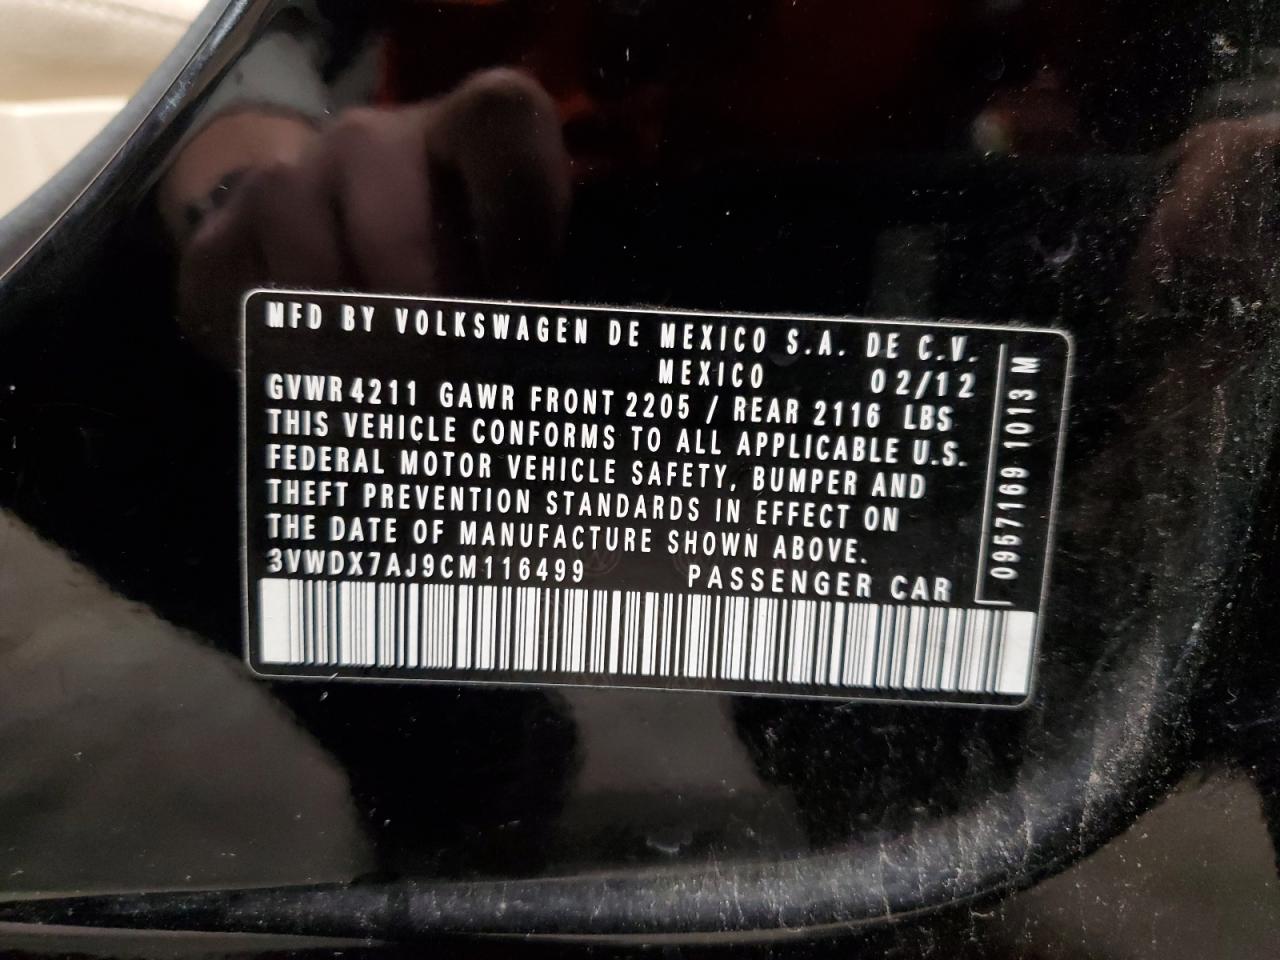 MFD BY VOLKSWAGEN DE MEXICO S.A. DE C.V.
MEXICO 02/12
GVWR 4211 GAWR FRONT 2205 / REAR 2116 LBS
THIS VEHICLE CONFORMS TO ALL APPLICABLE U.S.
FEDERAL MOTOR VEHICLE SAFETY, BUMPER AND
THEFT PREVENTION STANDARDS IN EFFECT ON
THE DATE OF MANUFACTURE SHOWN ABOVE.
3VWDX7AJ9CM116499 PASSENGER CAR
0957169 1013 M